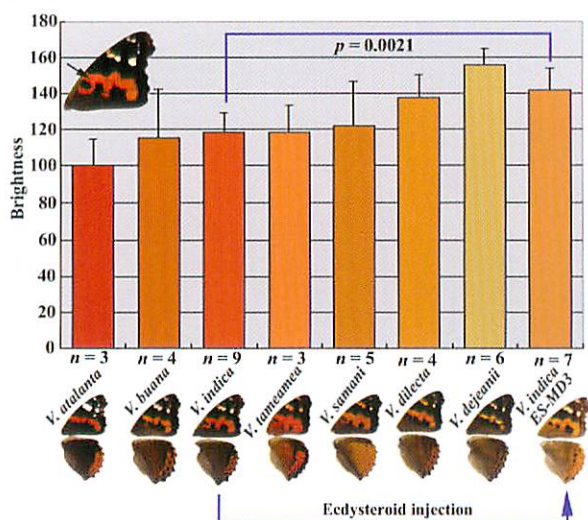 180
160
140
120
100
80
60
40
20
0
Brightness
p = 0.0021
n = 3
n = 4
n = 9
n = 3
n = 5
n = 4
n = 6
n = 7
V. atalanta
V. buana
V. indica
V. tameamea
V. samani
V. dilecta
V. dejeanii
V. indica
ES-MD3
Ecdysteroid injection